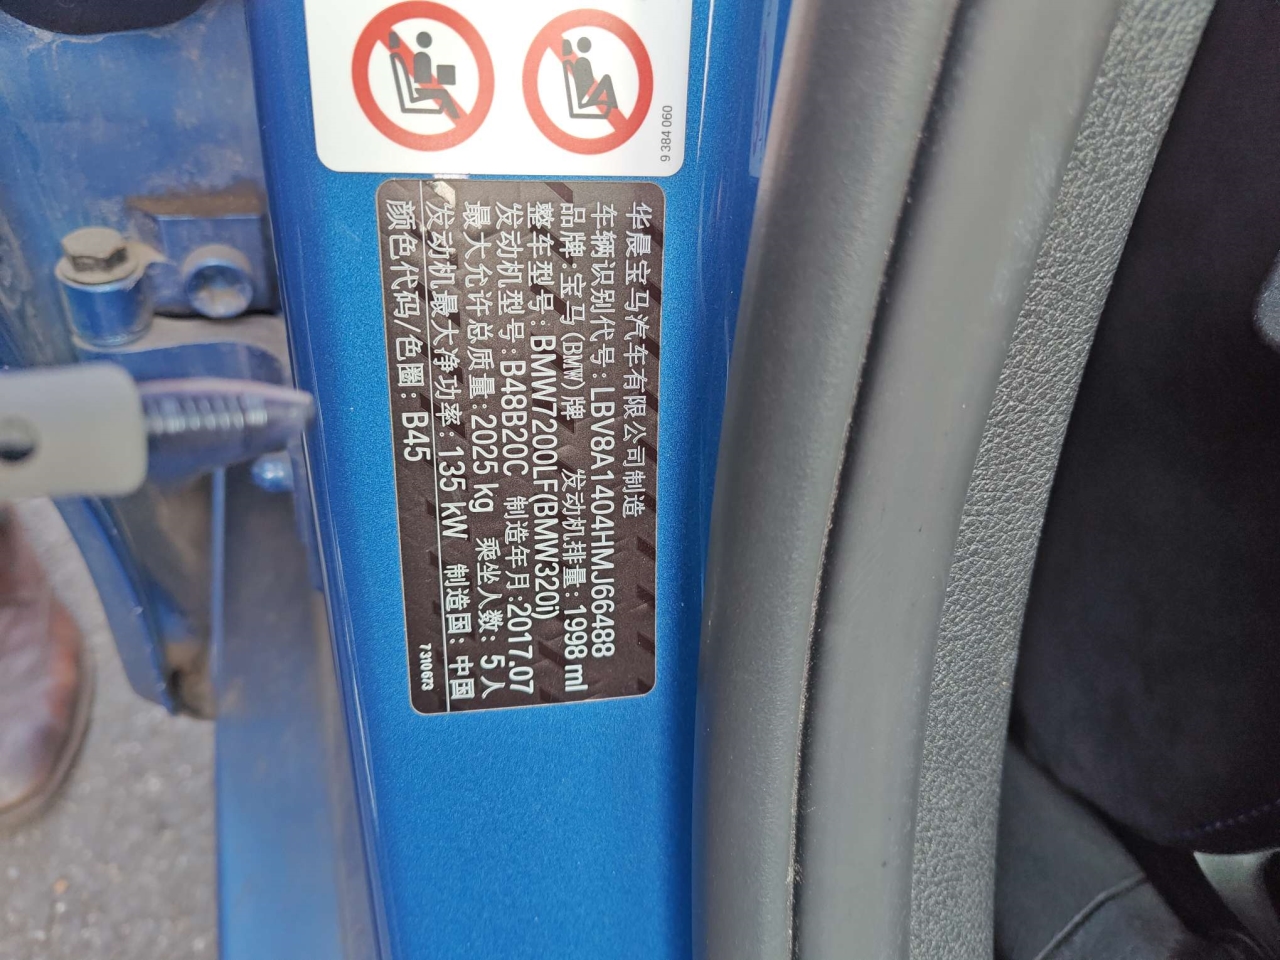 9 384 060
华晨宝马汽车有限公司制造
车辆识别代号: LBV8A1404HMJ66488
品牌: 宝马(BMW)牌 发动机排量: 1998 ml
整车型号: BMW7200LF(BMW320i)
发动机型号: B48B20C 制造年月: 2017.07
最大允许总质量: 2025 kg 乘坐人数: 5 人
发动机最大净功率: 135 kW 制造国: 中国
颜色代码/色圈: B45 7310673